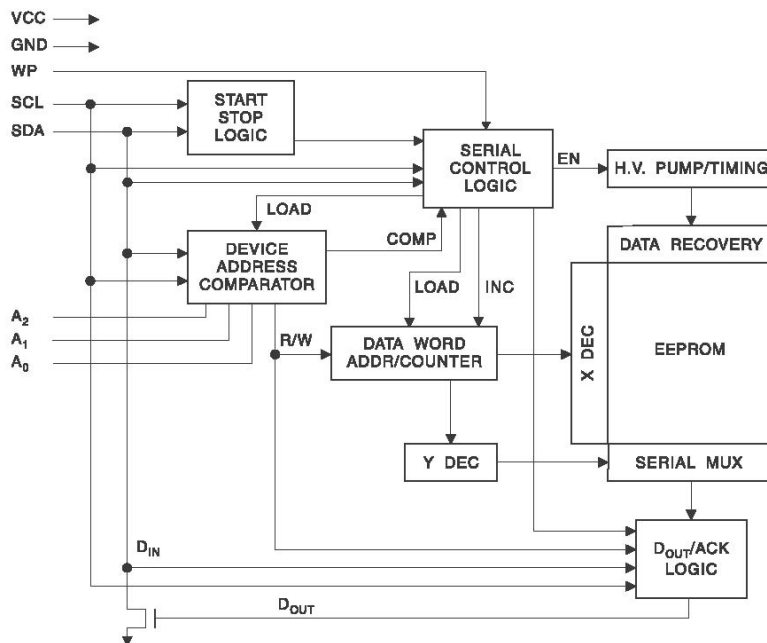 VCC
GND
WP
SCL
SDA
START
STOP
LOGIC
SERIAL
CONTROL
LOGIC
EN
H.V. PUMP/TIMING
LOAD
COMP
DEVICE
ADDRESS
COMPARATOR
DATA RECOVERY
LOAD
INC
A2
A1
A0
R/W
DATA WORD
ADDR/COUNTER
X DEC
EEPROM
Y DEC
SERIAL MUX
DIN
DOUT/ACK
LOGIC
DOUT